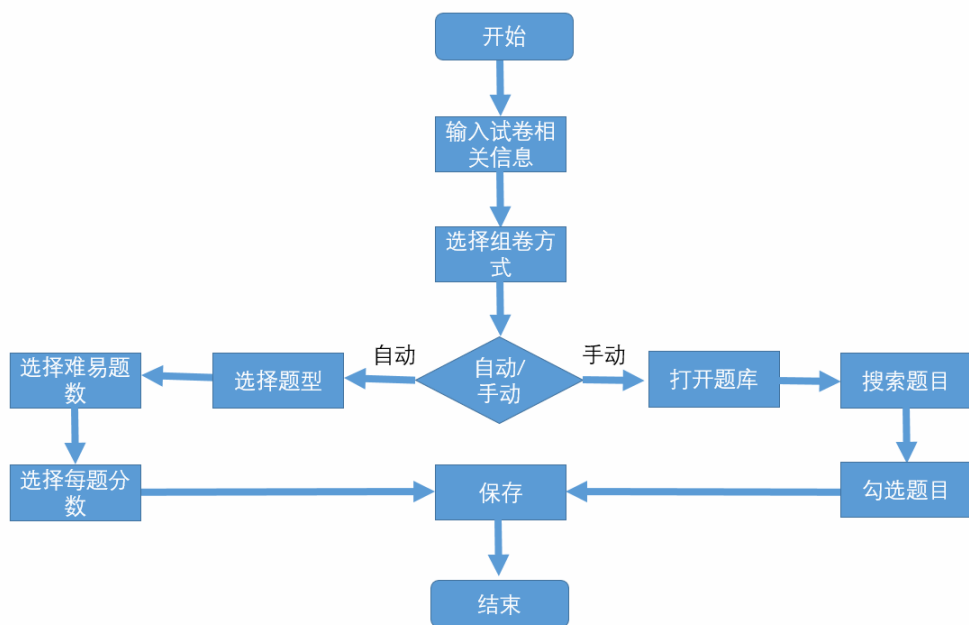 开始
输入试卷相
关信息
选择组卷方
式
自动
手动
自动/
手动
选择难易题
数
选择题型
打开题库
搜索题目
选择每题分
数
保存
勾选题目
结束